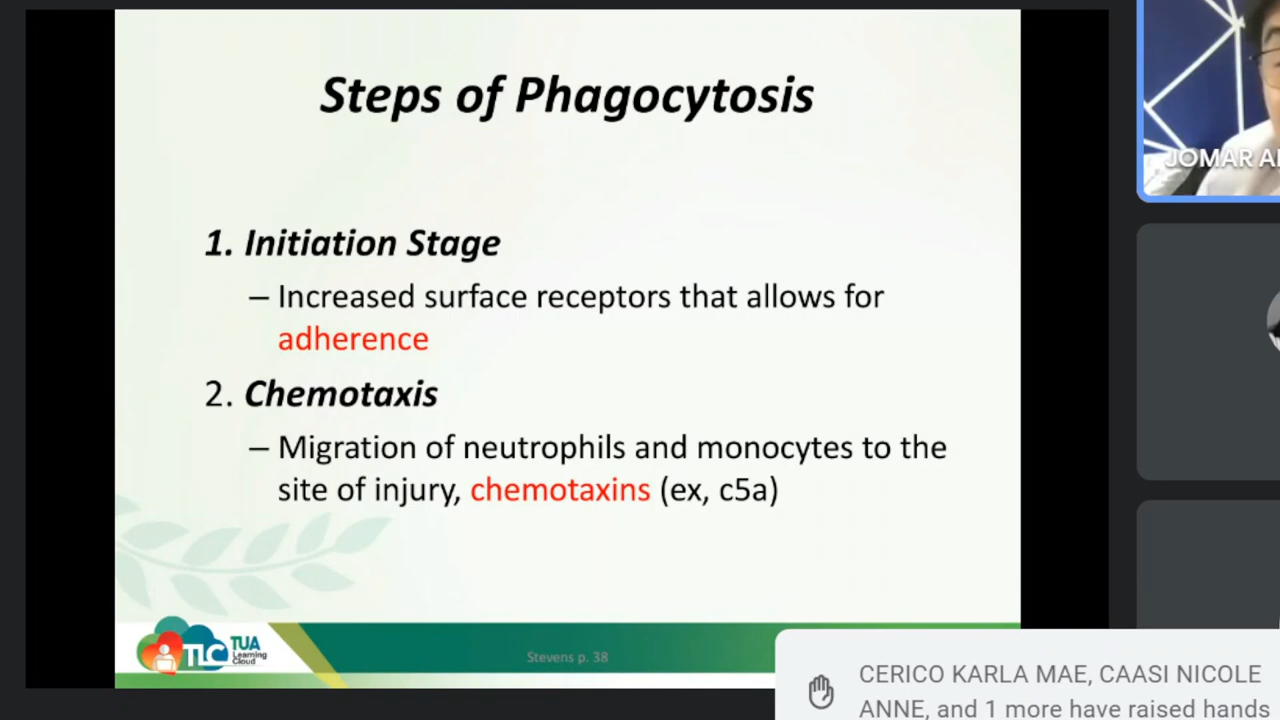 Steps of Phagocytosis
1. Initiation Stage
– Increased surface receptors that allows for
adherence
2. Chemotaxis
– Migration of neutrophils and monocytes to the
site of injury, chemotaxins (ex, c5a)
TLC TUA
Learning
Cloud
Stevens p. 38
JOMAR
CERICO KARLA MAE, CAASI NICOLE
ANNE, and 1 more have raised hands